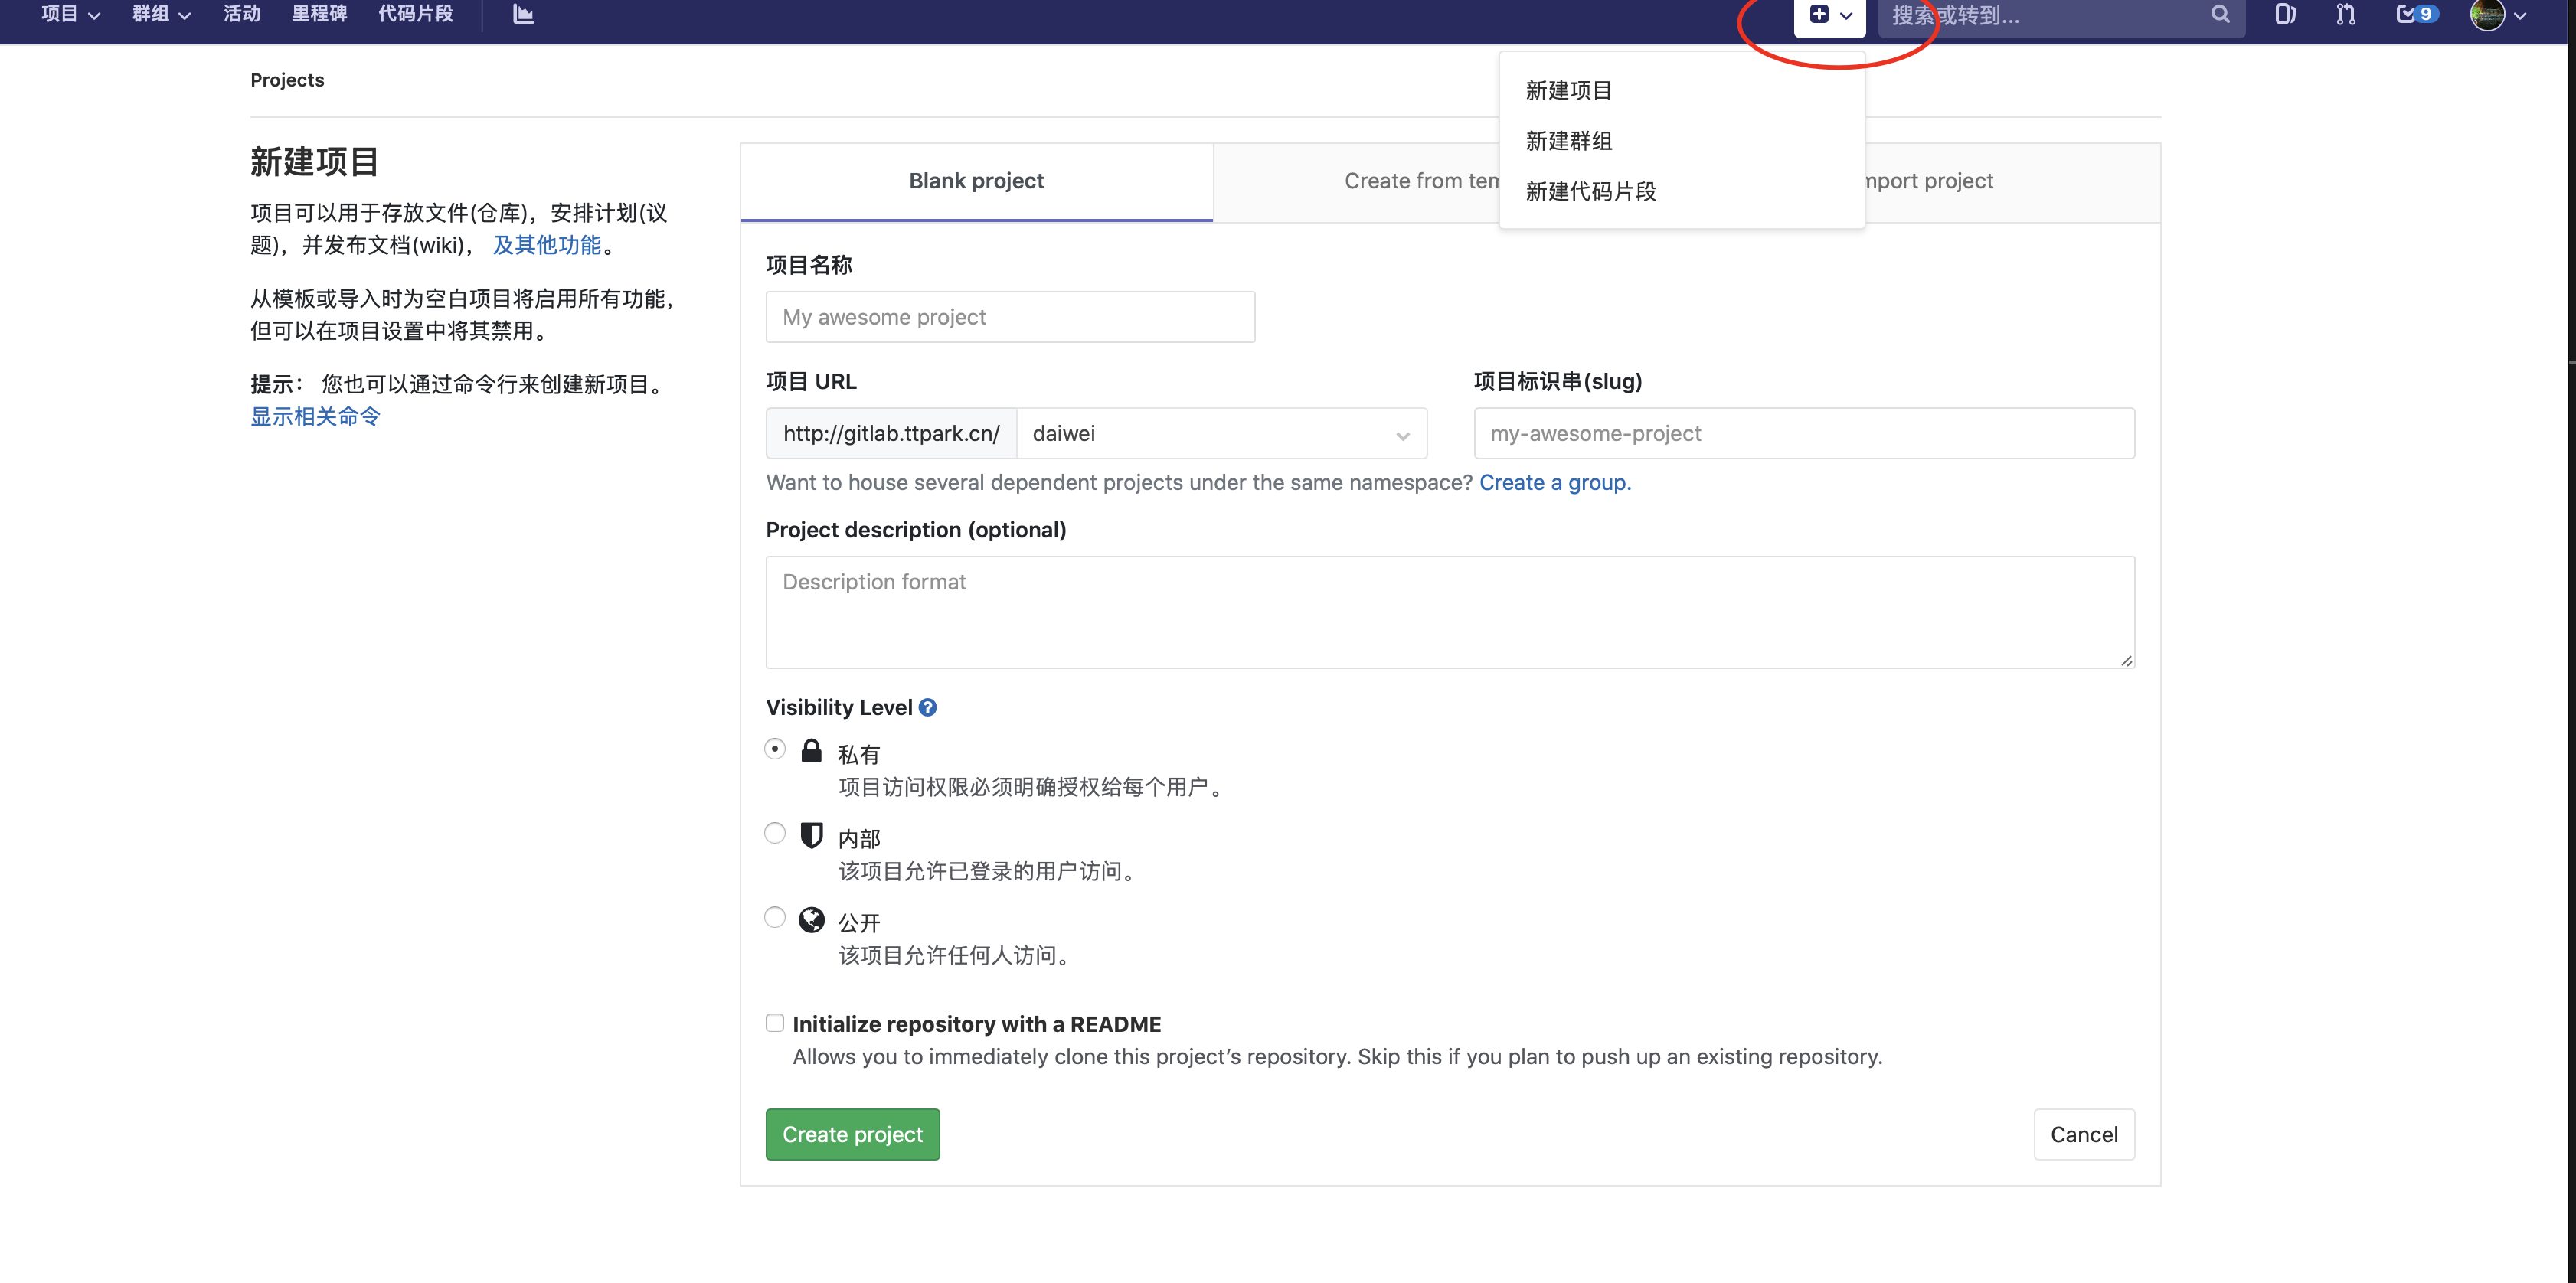 项目 群组 活动 里程碑 代码片段 搜索或转到... 9
Projects
新建项目
新建群组
新建代码片段
新建项目
项目可以用于存放文件(仓库)，安排计划(议
题)，并发布文档(wiki)， 及其他功能。
从模板或导入时为空白项目将启用所有功能，
但可以在项目设置中将其禁用。
提示： 您也可以通过命令行来创建新项目。
显示相关命令
Blank project Create from mport project
项目名称
My awesome project
项目 URL 项目标识串(slug)
http://gitlab.ttpark.cn/ daiwei my-awesome-project
Want to house several dependent projects under the same namespace? Create a group.
Project description (optional)
Description format
Visibility Level ?
私有
项目访问权限必须明确授权给每个用户。
内部
该项目允许已登录的用户访问。
公开
该项目允许任何人访问。
Initialize repository with a README
Allows you to immediately clone this project’s repository. Skip this if you plan to push up an existing repository.
Create project Cancel